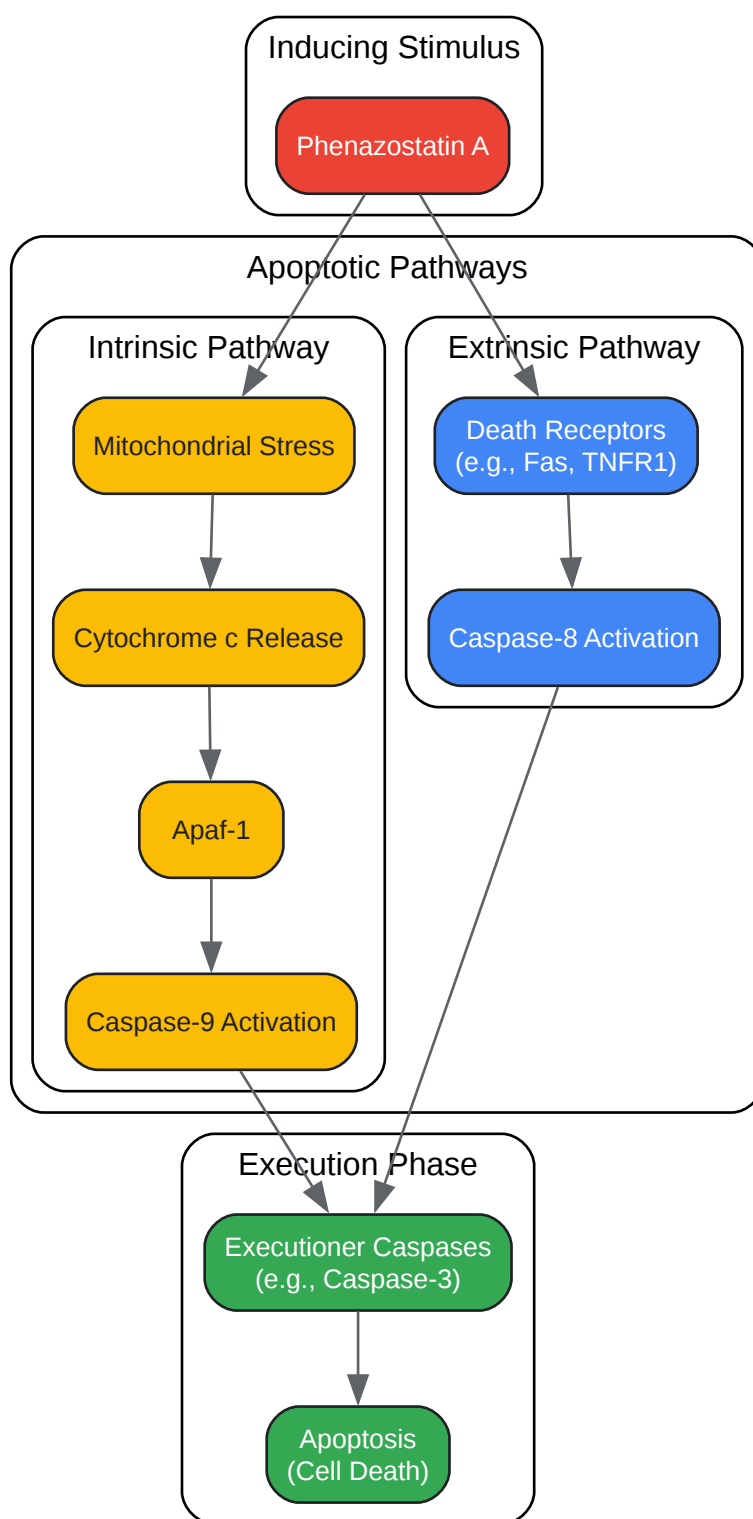 Inducing Stimulus
Phenazostatin A
Apoptotic Pathways
Intrinsic Pathway
Mitochondrial Stress
Cytochrome c Release
Apaf-1
Caspase-9 Activation
Extrinsic Pathway
Death Receptors
(e.g., Fas, TNFR1)
Caspase-8 Activation
Execution Phase
Executioner Caspases
(e.g., Caspase-3)
Apoptosis
(Cell Death)